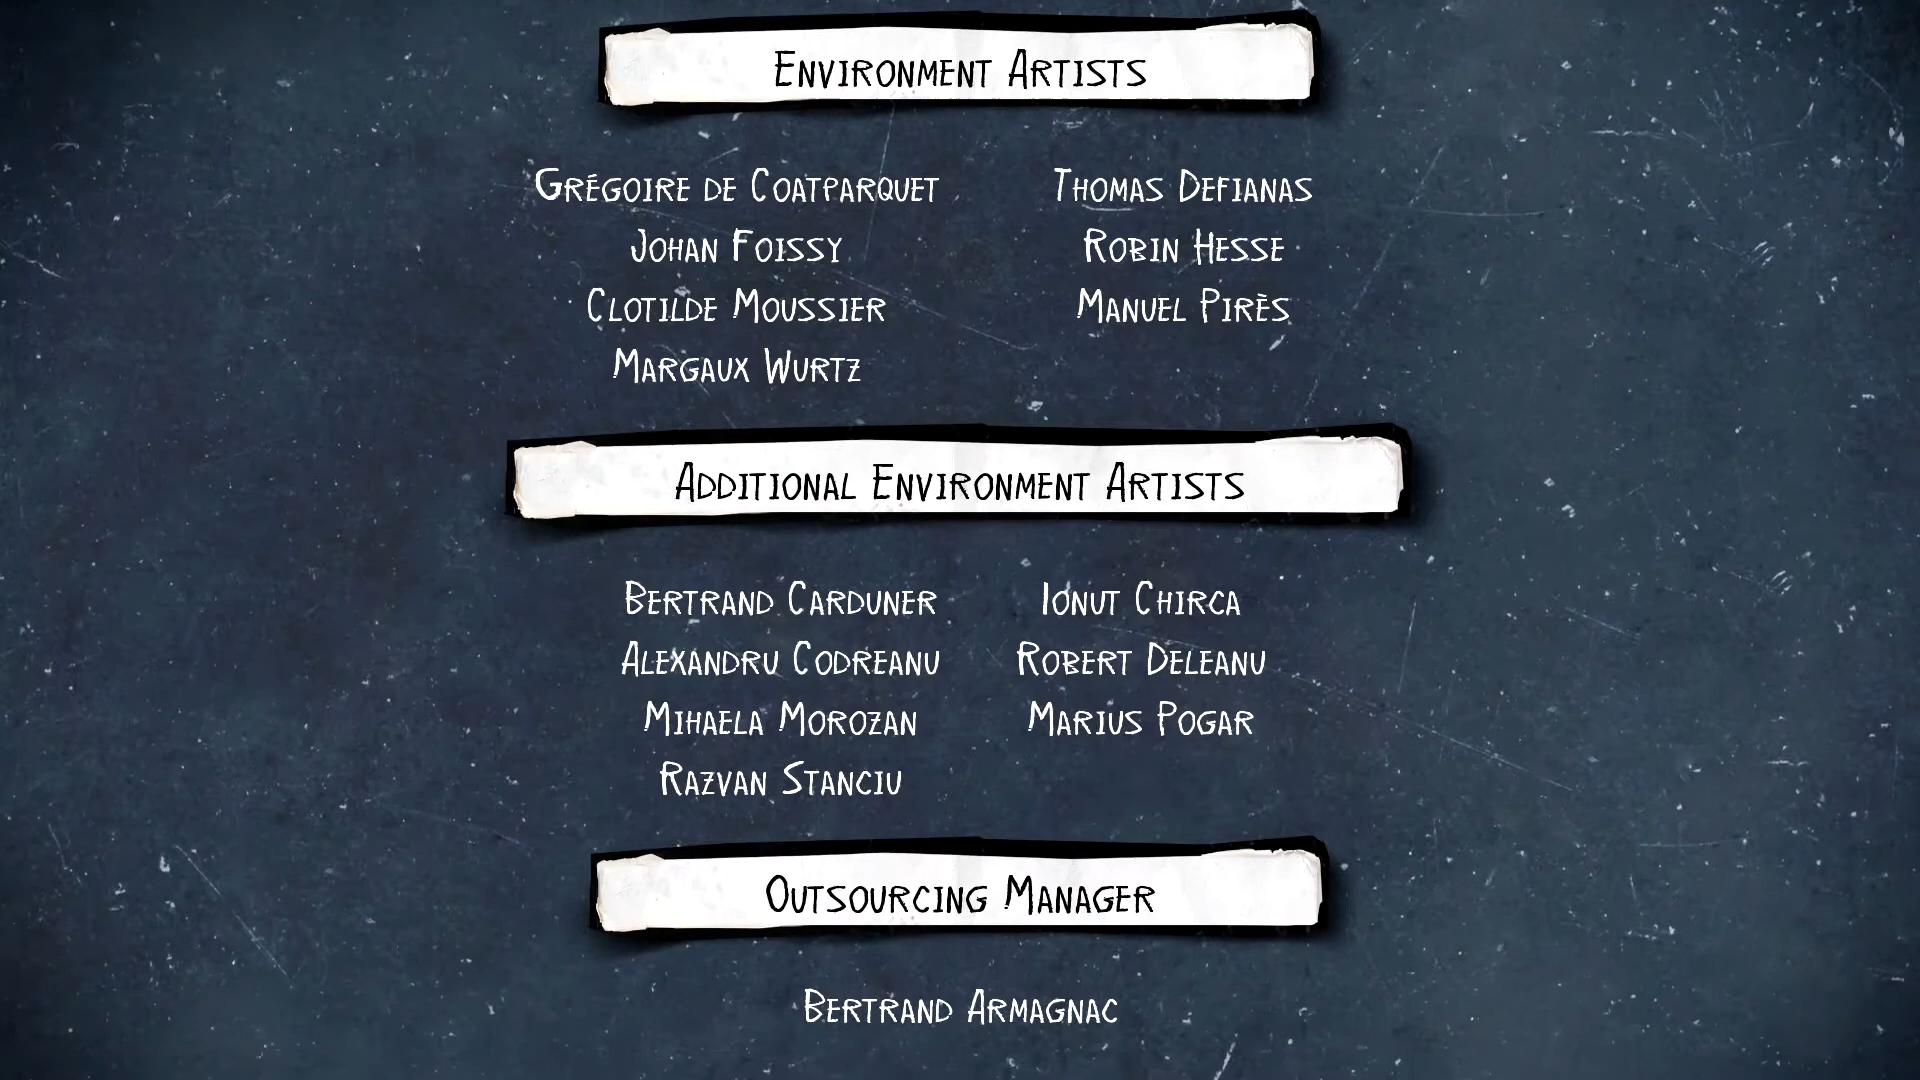 Environment Artists
Grégoire de Coatparquet Thomas Defianas
Johan Foissy Robin Hesse
Clotilde Moussier Manuel Pirès
Margaux Wurtz
Additional Environment Artists
Bertrand Carduner Ionut Chirca
Alexandru Codreanu Robert Deleanu
Mihaela Morozan Marius Pogar
Razvan Stanciu
Outsourcing Manager
Bertrand Armagnac